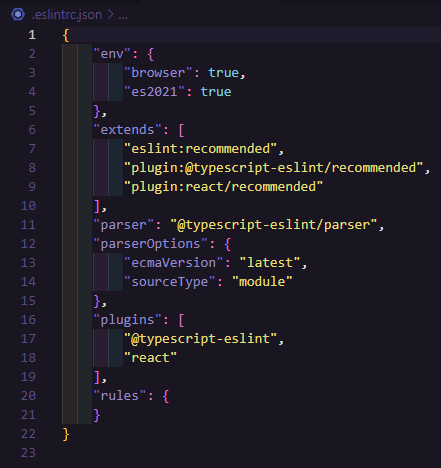 .eslintrc.json > ...
1 {
2     "env": {
3         "browser": true,
4         "es2021": true
5     },
6     "extends": [
7         "eslint:recommended",
8         "plugin:@typescript-eslint/recommended",
9         "plugin:react/recommended"
10     ],
11     "parser": "@typescript-eslint/parser",
12     "parserOptions": {
13         "ecmaVersion": "latest",
14         "sourceType": "module"
15     },
16     "plugins": [
17         "@typescript-eslint",
18         "react"
19     ],
20     "rules": {
21     }
22 }
23